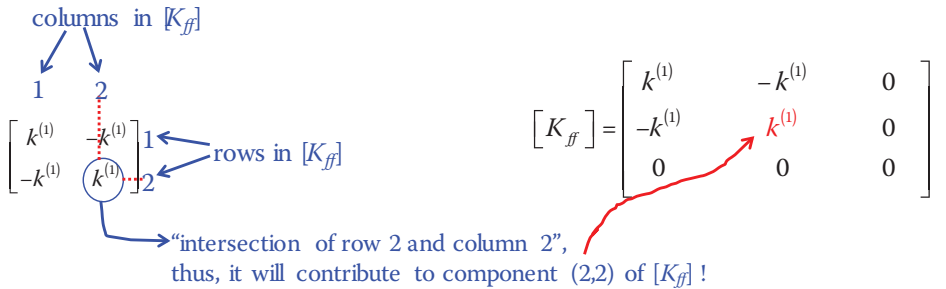 columns in [K_ff]
1 2
[ k^(1) -k^(1) ] 1
[ -k^(1) k^(1) ] 2
rows in [K_ff]
"intersection of row 2 and column 2",
thus, it will contribute to component (2,2) of [K_ff] !
[ k^(1) -k^(1) 0 ]
[K_ff] = [ -k^(1) k^(1) 0 ]
[ 0 0 0 ]